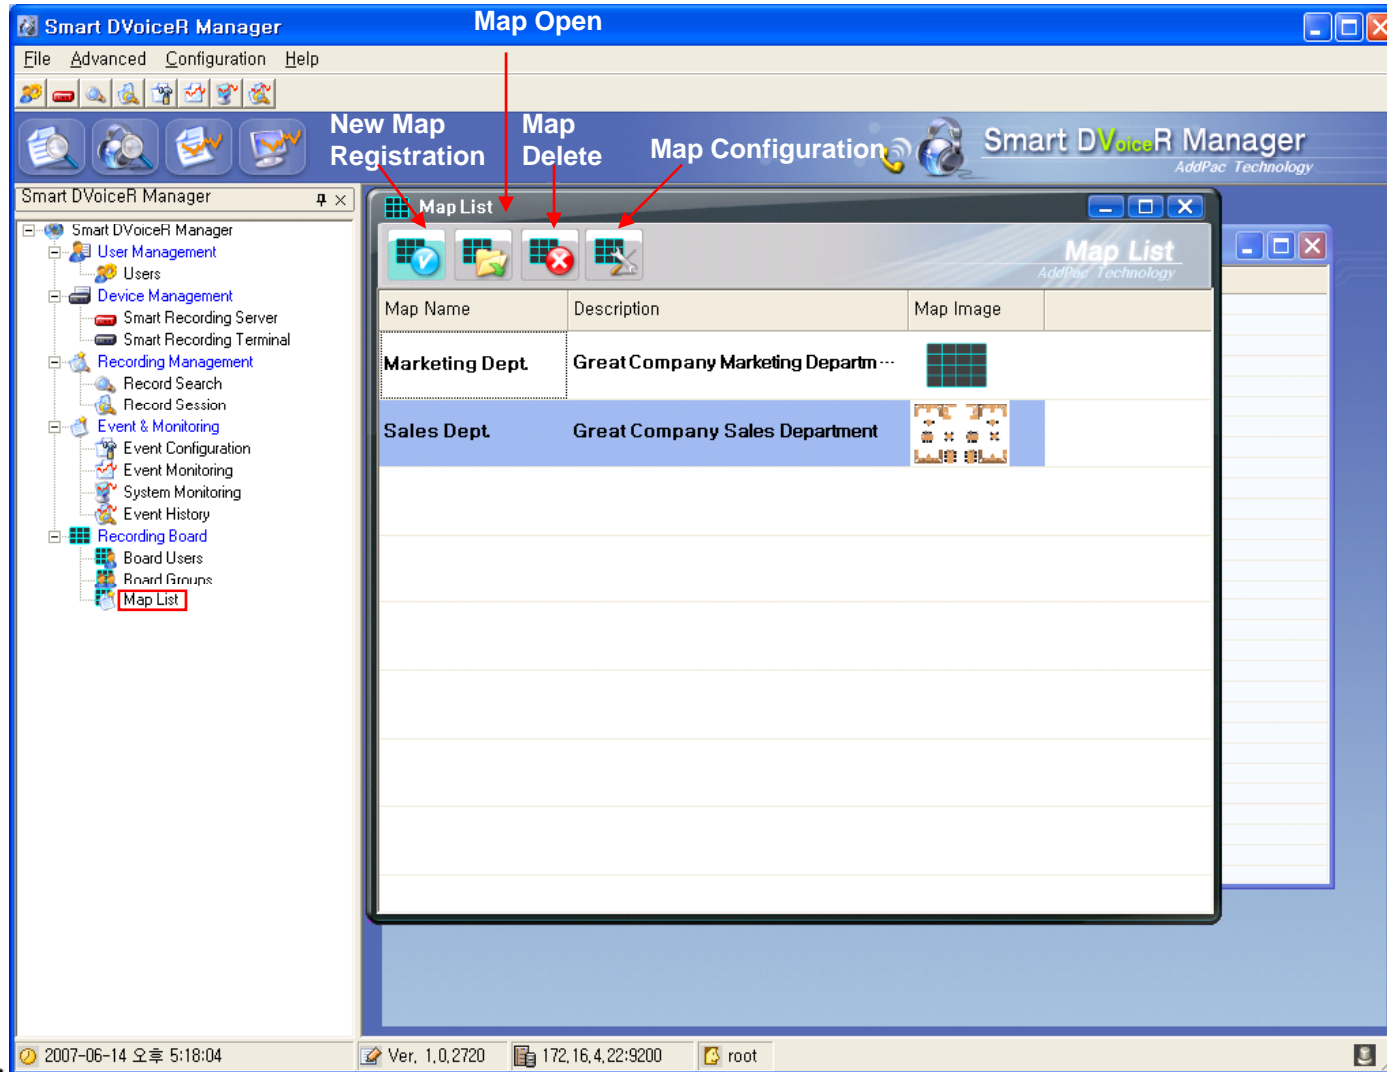 Smart DVoiceR Manager
Map Open
File Advanced Configuration Help
New Map
Registration
Map
Delete
Map Configuration
Smart DVoiceR Manager
AddPac Technology
Smart DVoiceR Manager
Smart DVoiceR Manager
User Management
Users
Device Management
Smart Recording Server
Smart Recording Terminal
Recording Management
Record Search
Record Session
Event & Monitoring
Event Configuration
Event Monitoring
System Monitoring
Event History
Recording Board
Board Users
Board Groups
Map List
Map List
Map List
AddPac Technology
Map Name Description Map Image
Marketing Dept. Great Company Marketing Departm...
Sales Dept. Great Company Sales Department
2007-06-14 오후 5:18:04 Ver, 1,0,2720 172,16,4,22:9200 root